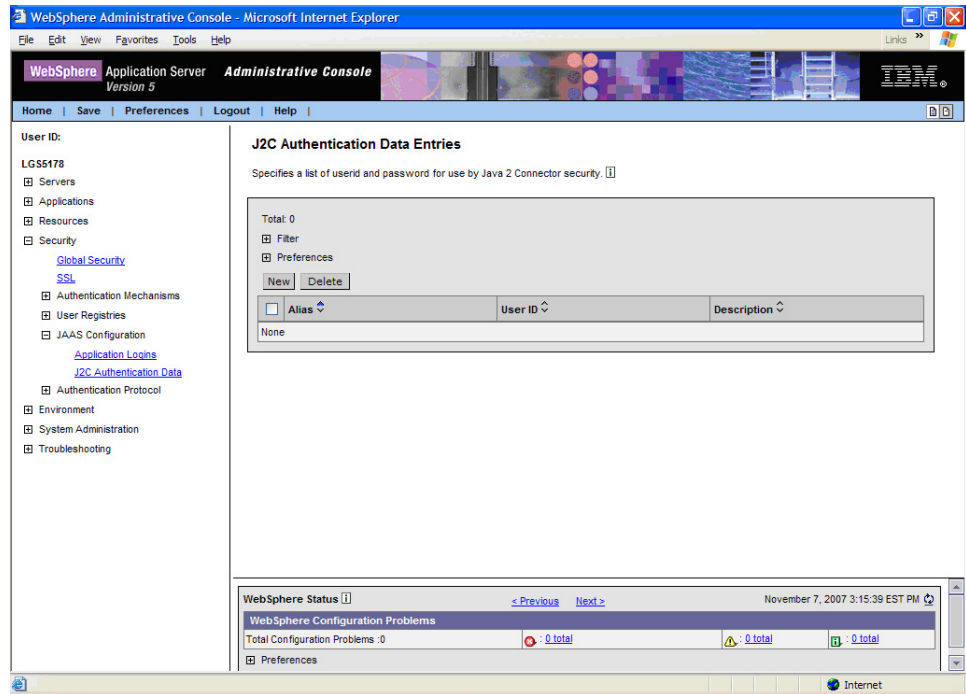 WebSphere Administrative Console - Microsoft Internet Explorer
File Edit View Favorites Tools Help
Links »
WebSphere Application Server Administrative Console
Version 5
IBM®
Home | Save | Preferences | Logout | Help |
User ID:
LGS5178
Servers
Applications
Resources
Security
Global Security
SSL
Authentication Mechanisms
User Registries
JAAS Configuration
Application Logins
J2C Authentication Data
Authentication Protocol
Environment
System Administration
Troubleshooting
J2C Authentication Data Entries
Specifies a list of userid and password for use by Java 2 Connector security. i
Total: 0
Filter
Preferences
New Delete
Alias User ID Description
None
WebSphere Status i < Previous Next > November 7, 2007 3:15:39 EST PM
WebSphere Configuration Problems
Total Configuration Problems :0 : 0 total : 0 total : 0 total
Preferences
Internet